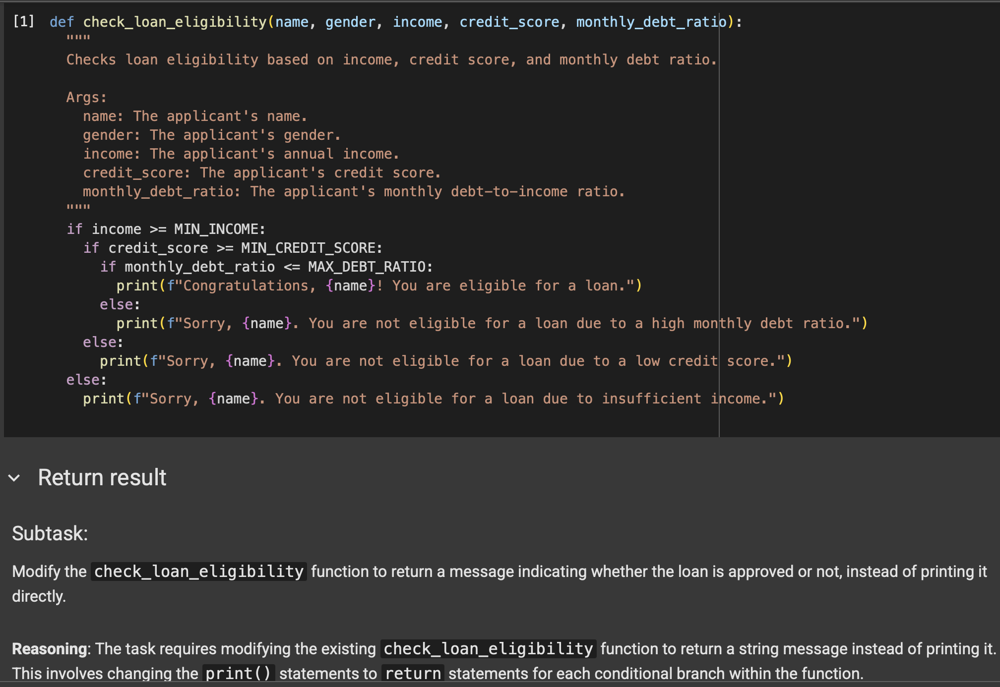 [1] def check_loan_eligibility(name, gender, income, credit_score, monthly_debt_ratio):
"""
Checks loan eligibility based on income, credit score, and monthly debt ratio.
Args:
name: The applicant's name.
gender: The applicant's gender.
income: The applicant's annual income.
credit_score: The applicant's credit score.
monthly_debt_ratio: The applicant's monthly debt-to-income ratio.
"""
if income >= MIN_INCOME:
if credit_score >= MIN_CREDIT_SCORE:
if monthly_debt_ratio <= MAX_DEBT_RATIO:
print(f"Congratulations, {name}! You are eligible for a loan.")
else:
print(f"Sorry, {name}. You are not eligible for a loan due to a high monthly debt ratio.")
else:
print(f"Sorry, {name}. You are not eligible for a loan due to a low credit score.")
else:
print(f"Sorry, {name}. You are not eligible for a loan due to insufficient income.")
Return result
Subtask:
Modify the check_loan_eligibility function to return a message indicating whether the loan is approved or not, instead of printing it
directly.
Reasoning: The task requires modifying the existing check_loan_eligibility function to return a string message instead of printing it.
This involves changing the print() statements to return statements for each conditional branch within the function.